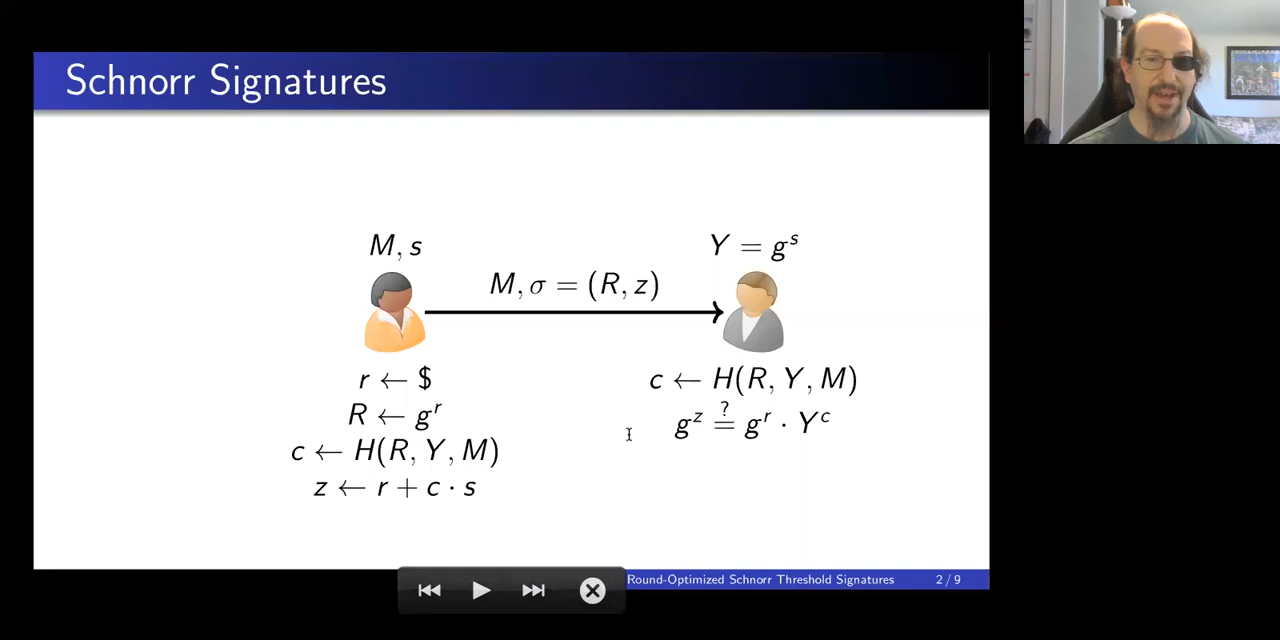 Schnorr Signatures
M, s
Y = g^s
M, σ = (R, z)
r ← $
R ← g^r
c ← H(R, Y, M)
z ← r + c · s
c ← H(R, Y, M)
g^z ≟ g^r · Y^c
Round-Optimized Schnorr Threshold Signatures
2 / 9